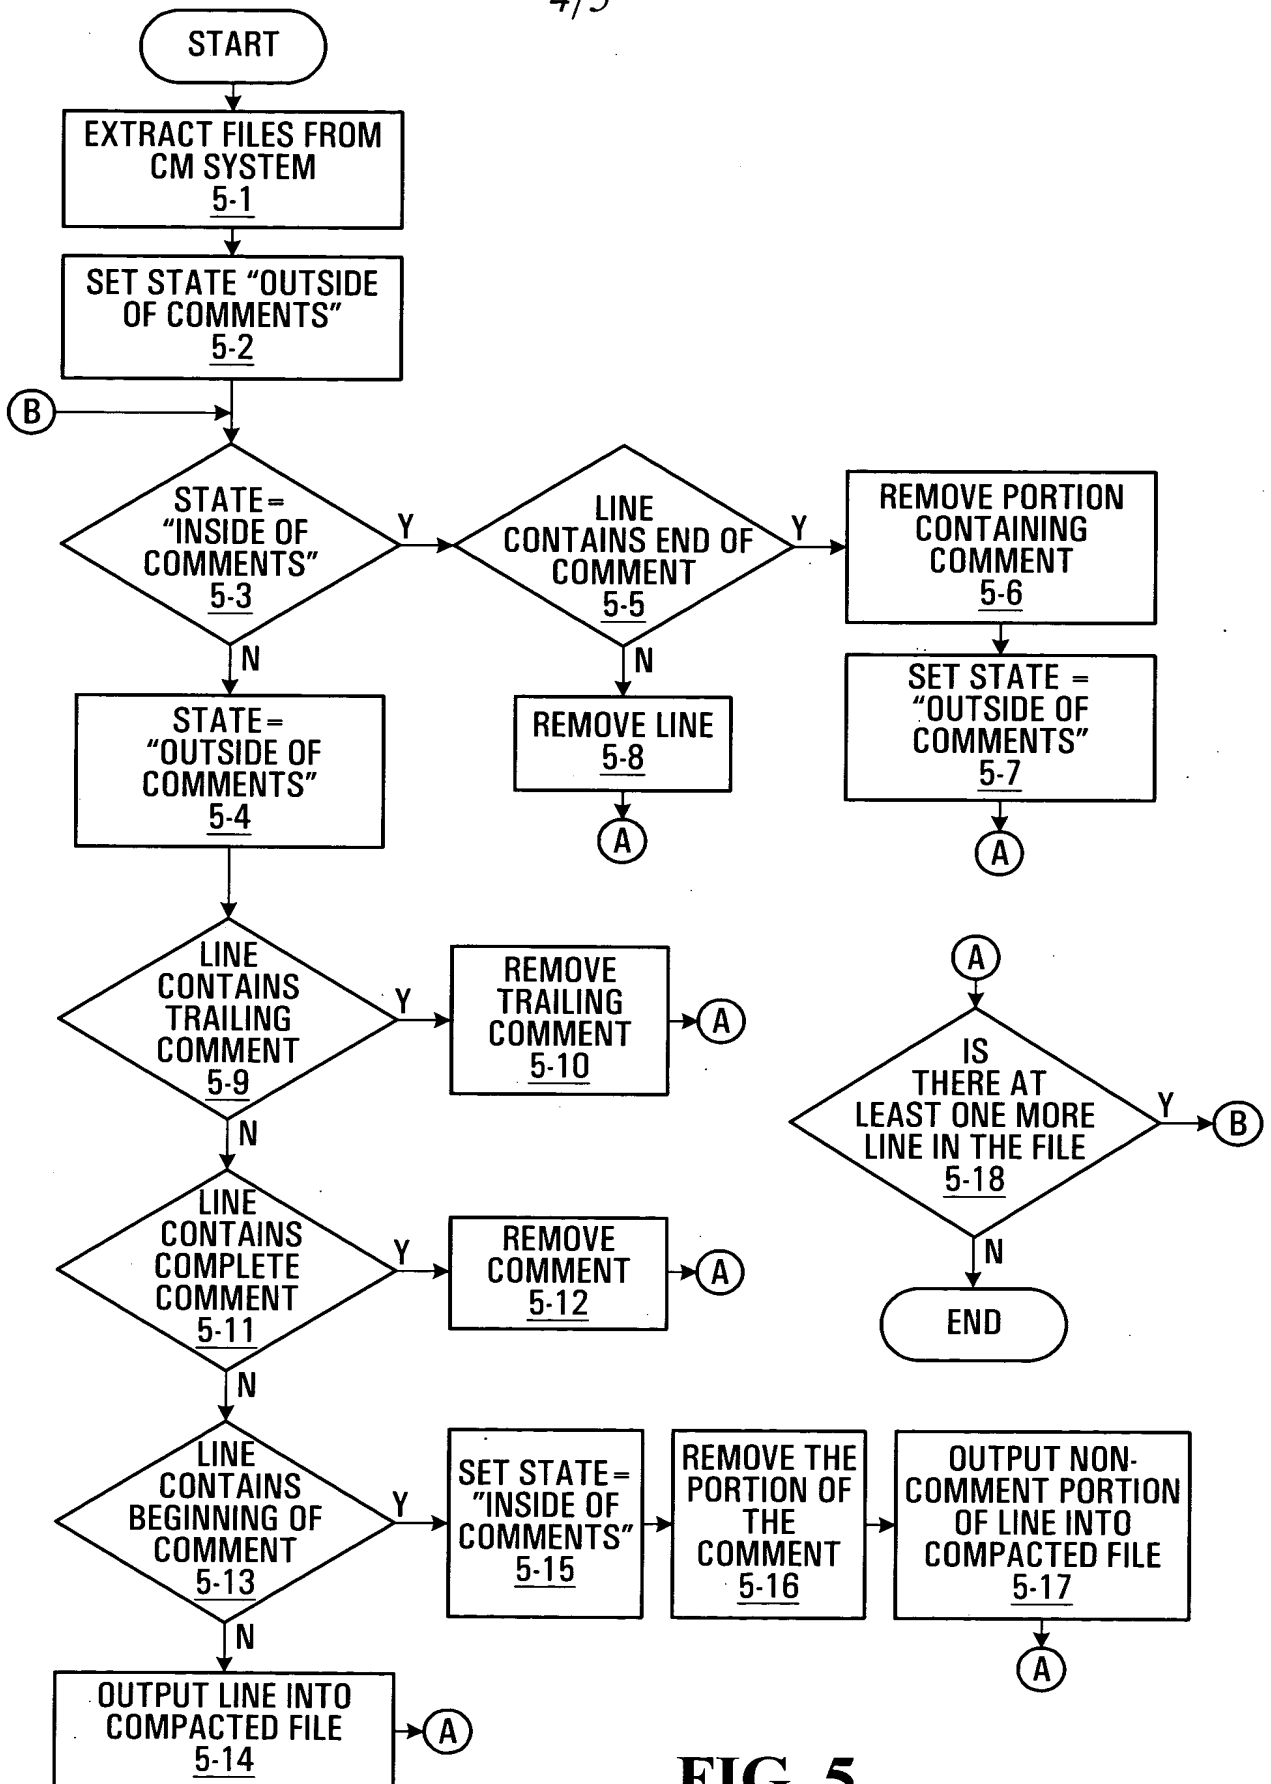 4/5
START
EXTRACT FILES FROM
CM SYSTEM
5-1
SET STATE "OUTSIDE
OF COMMENTS"
5-2
B
STATE=
"INSIDE OF
COMMENTS"
5-3
Y
N
LINE
CONTAINS END OF
COMMENT
5-5
Y
N
REMOVE PORTION
CONTAINING
COMMENT
5-6
STATE=
"OUTSIDE OF
COMMENTS"
5-4
REMOVE LINE
5-8
A
SET STATE =
"OUTSIDE OF
COMMENTS"
5-7
A
LINE
CONTAINS
TRAILING
COMMENT
5-9
Y
N
REMOVE
TRAILING
COMMENT
5-10
A
A
IS
THERE AT
LEAST ONE MORE
LINE IN THE FILE
5-18
Y
B
N
END
LINE
CONTAINS
COMPLETE
COMMENT
5-11
Y
N
REMOVE
COMMENT
5-12
A
LINE
CONTAINS
BEGINNING OF
COMMENT
5-13
Y
N
SET STATE=
"INSIDE OF
COMMENTS"
5-15
REMOVE THE
PORTION OF
THE
COMMENT
5-16
OUTPUT NON-
COMMENT PORTION
OF LINE INTO
COMPACTED FILE
5-17
A
OUTPUT LINE INTO
COMPACTED FILE
5-14
A
FIG. 5